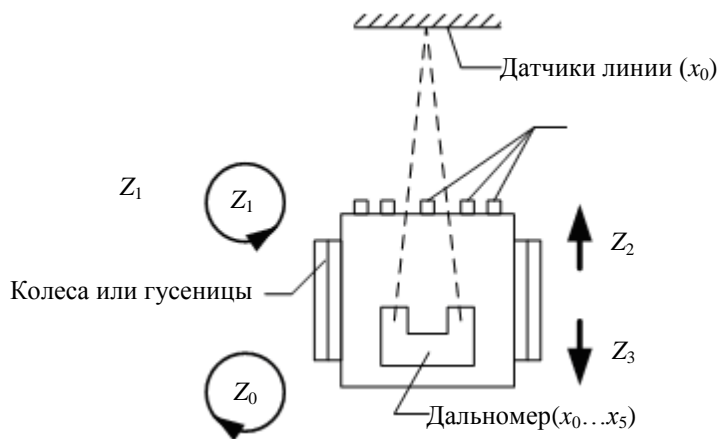 Датчики линии (x₀)
Z₁
Z₁
Z₂
Колеса или гусеницы
Z₃
Z₀
Дальномер(x₀…x₅)